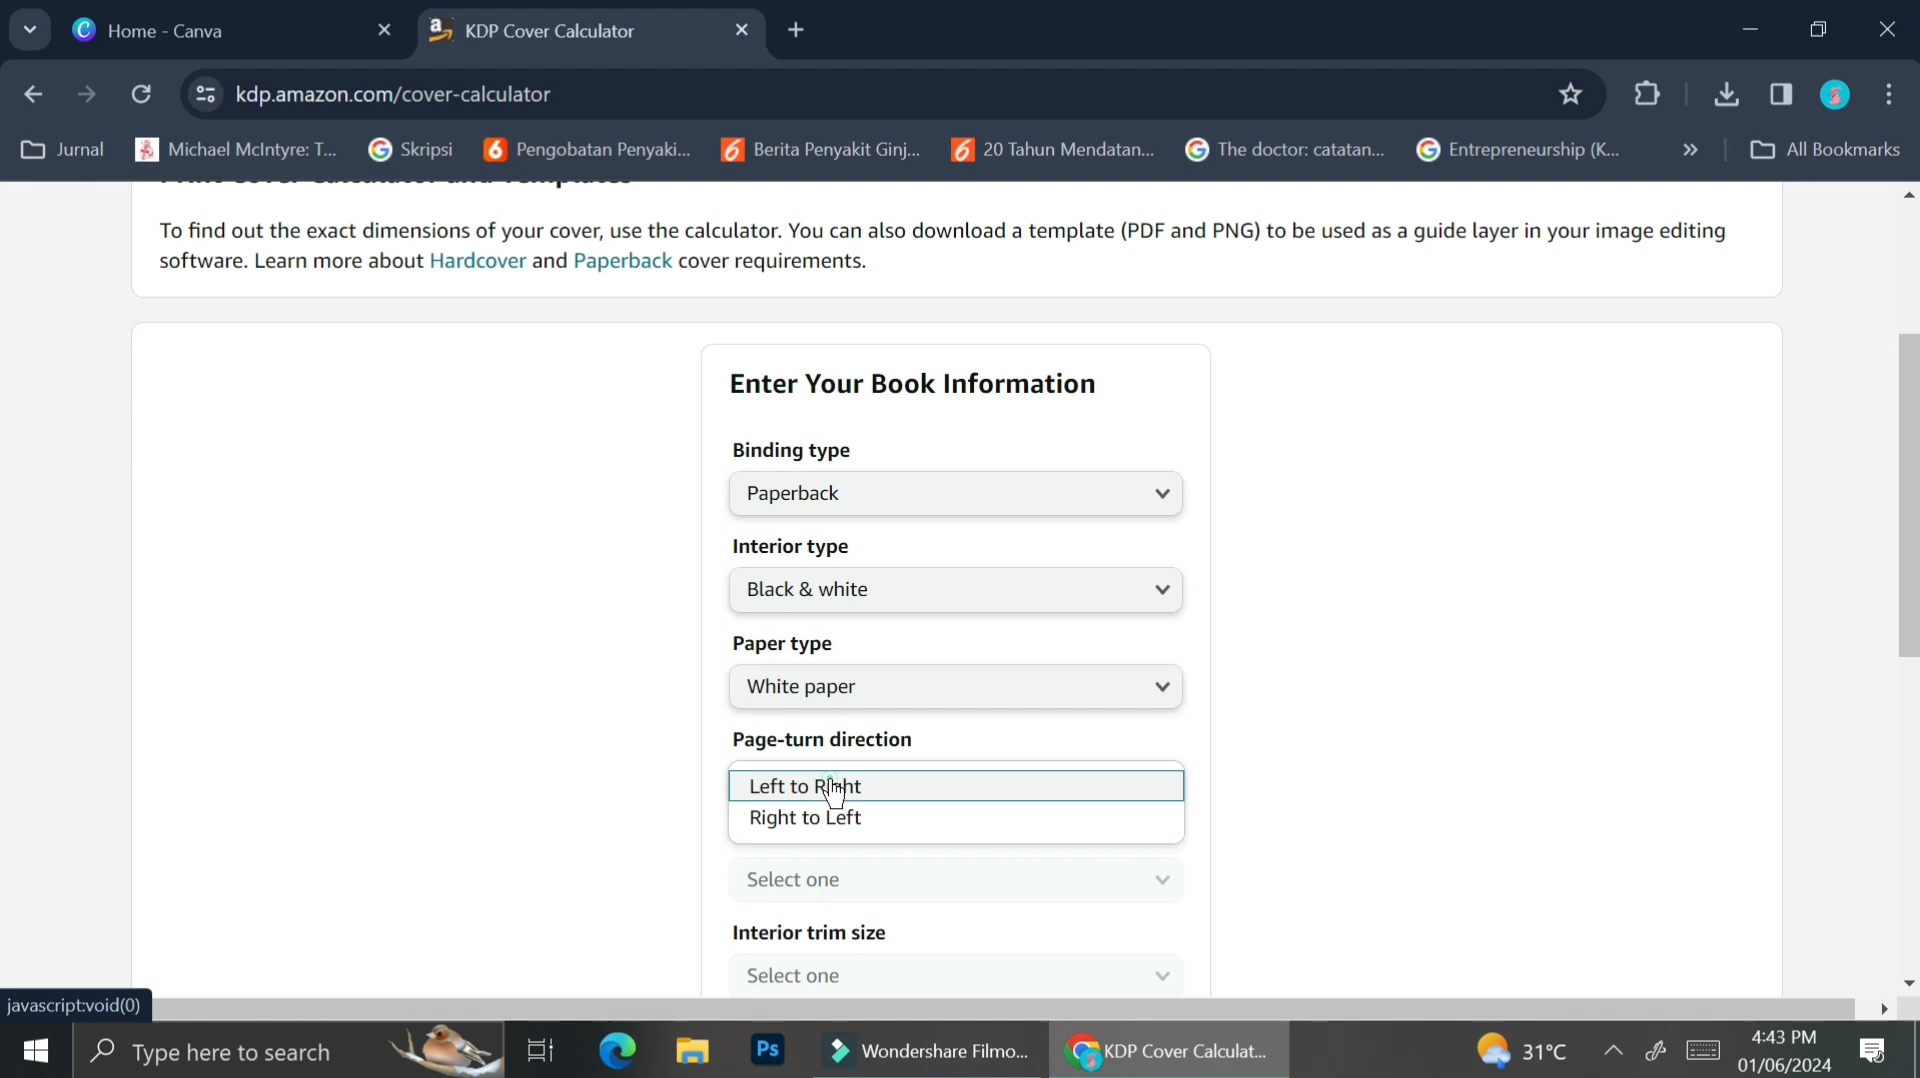 Home - Canva
KDP Cover Calculator
kdp.amazon.com/cover-calculator
Jurnal
Michael McIntyre: T...
Skripsi
Pengobatan Penyaki...
Berita Penyakit Ginj...
20 Tahun Mendatan...
The doctor: catatan...
Entrepreneurship (K...
All Bookmarks
To find out the exact dimensions of your cover, use the calculator. You can also download a template (PDF and PNG) to be used as a guide layer in your image editing
software. Learn more about Hardcover and Paperback cover requirements.
Enter Your Book Information
Binding type
Paperback
Interior type
Black & white
Paper type
White paper
Page-turn direction
Left to Right
Right to Left
Select one
Interior trim size
Select one
javascript:void(0)
Type here to search
Ps
Wondershare Filmo...
KDP Cover Calculat...
31°C
4:43 PM
01/06/2024